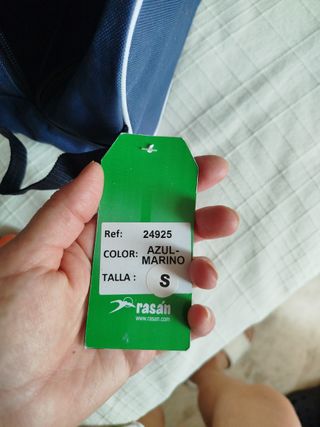 Ref: 24925
COLOR: AZUL-
MARINO
TALLA : S
rasán
www.rasan.com